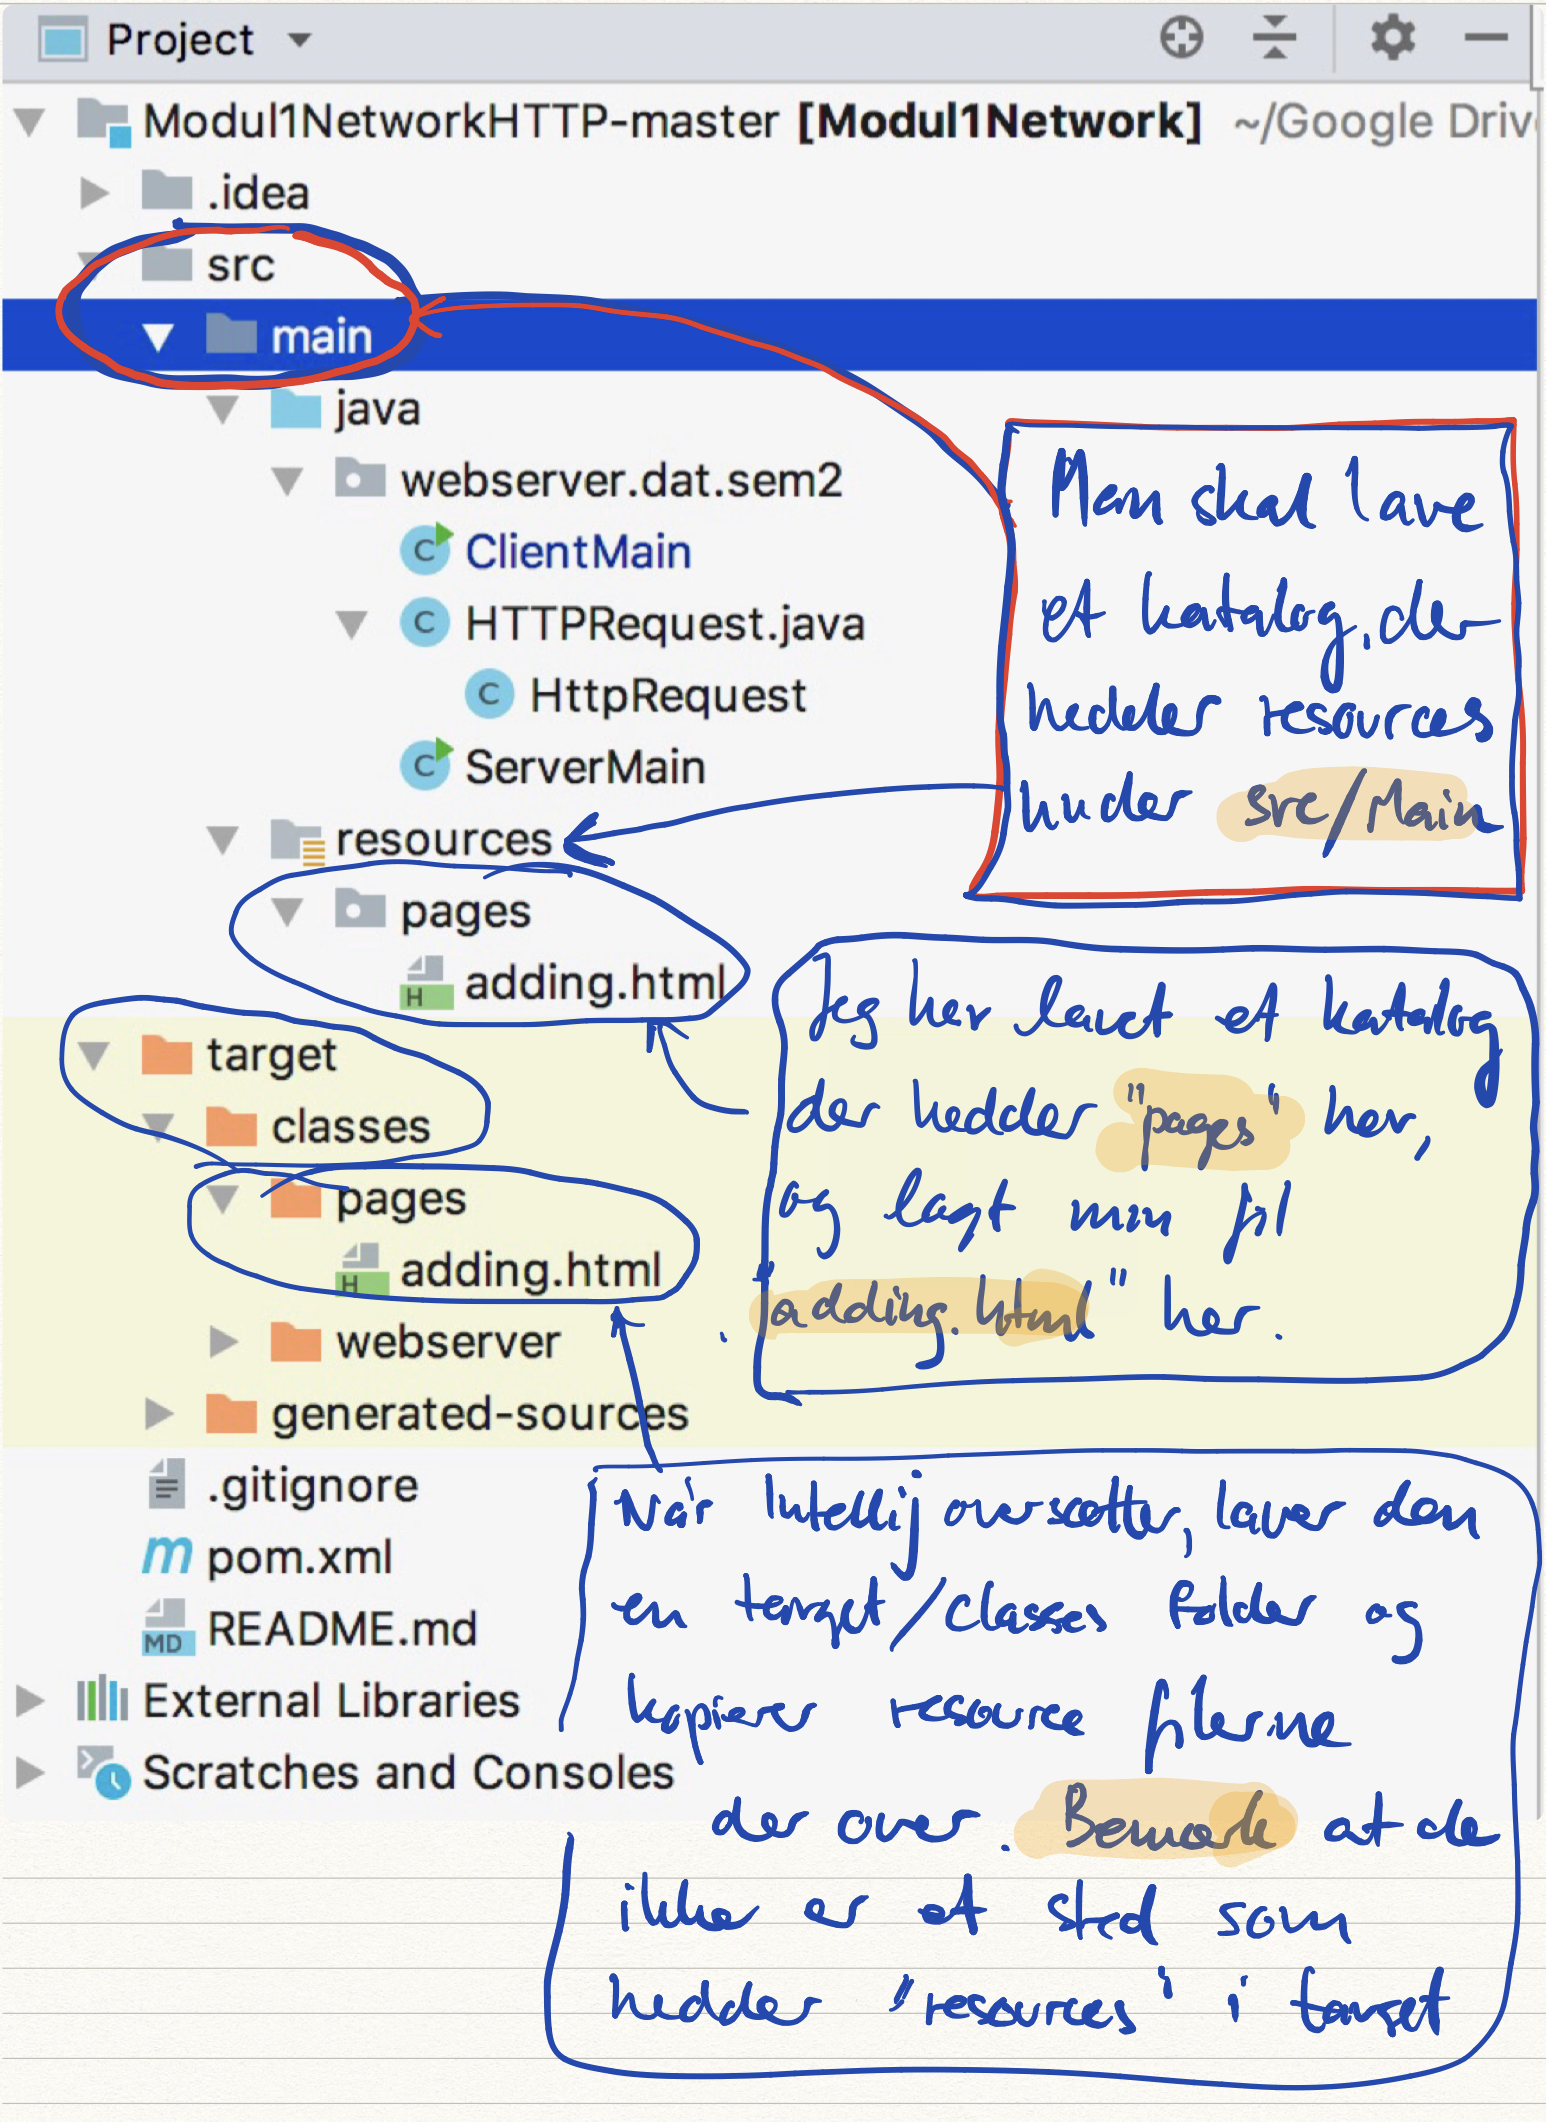 Project
Modul1NetworkHTTP-master [Modul1Network] ~/Google Driv
.idea
src
main
java
webserver.dat.sem2
ClientMain
HTTPRequest.java
HttpRequest
ServerMain
resources
pages
adding.html
target
classes
pages
adding.html
webserver
generated-sources
.gitignore
pom.xml
README.md
External Libraries
Scratches and Consoles
Man skal lave
et katalog, der
hedder resources
under src/Main
Jeg har lavet et katalog
der hedder "pages" her,
og lagt min fil
"adding.html" her.
Når Intellij oversætter, laver den
en target/classes folder og
kopierer resource filerne
der over. Bemærk at de
ikke er et sted som
hedder "resources" i target